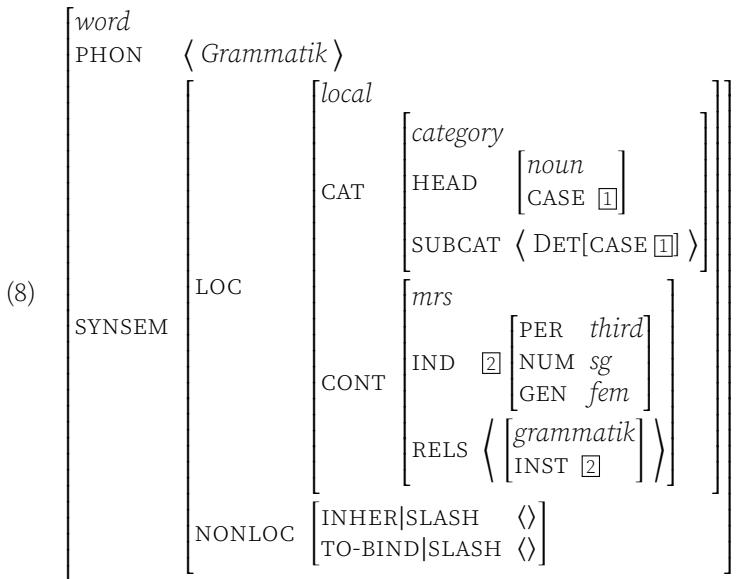 word
PHON ⟨ Grammatik ⟩
local
category
HEAD noun
CASE 1
CAT
SUBCAT ⟨ DET[CASE 1] ⟩
(8)
LOC
mrs
SYNSEM
PER third
IND 2 NUM sg
GEN fem
CONT
RELS ⟨ [grammatik
INST 2] ⟩
NONLOC INHER|SLASH ⟨⟩
TO-BIND|SLASH ⟨⟩